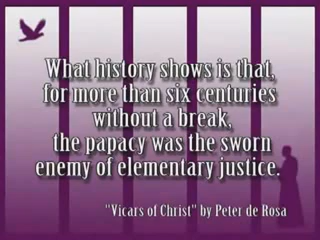 What history shows is that,
for more than six centuries
without a break,
the papacy was the sworn
enemy of elementary justice.
"Vicars of Christ" by Peter de Rosa